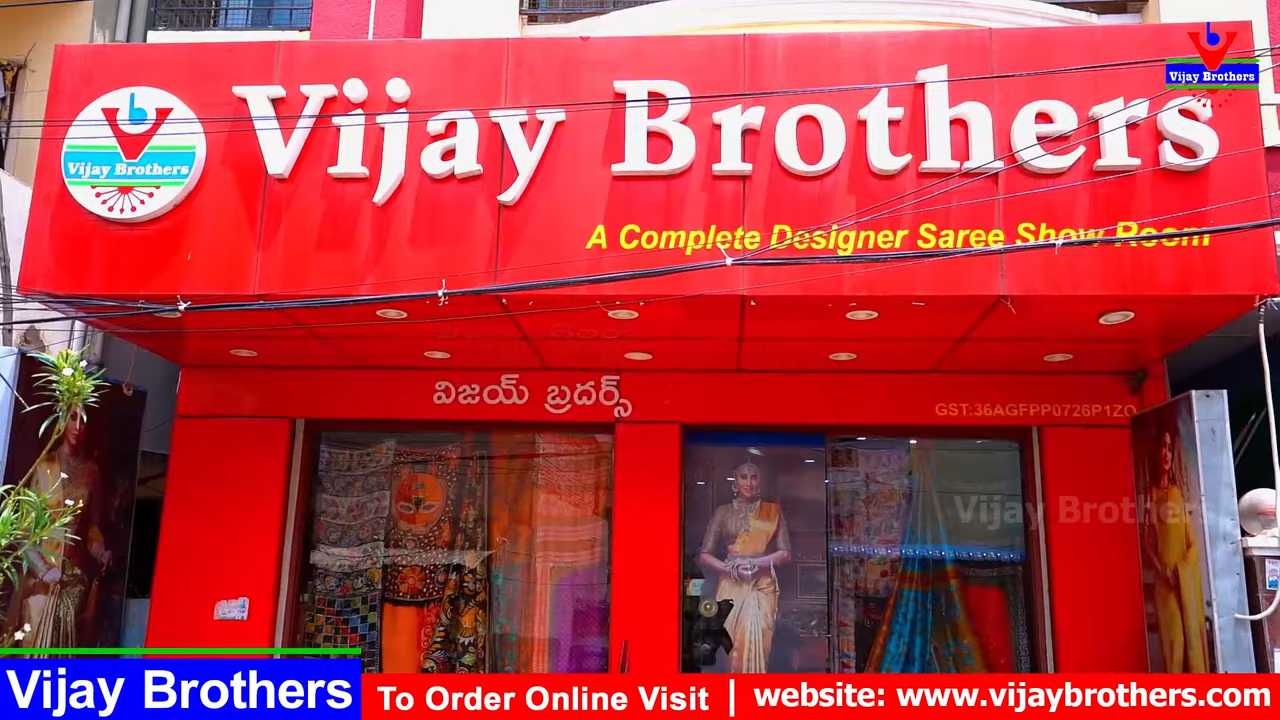 Vijay Brothers
Vijay Brothers
Vijay Brothers
A Complete Designer Saree Show Room
విజయ్ బ్రదర్స్
GST:36AGFPP0726P1ZO
Vijay Brothers
Vijay Brothers
To Order Online Visit | website: www.vijaybrothers.com